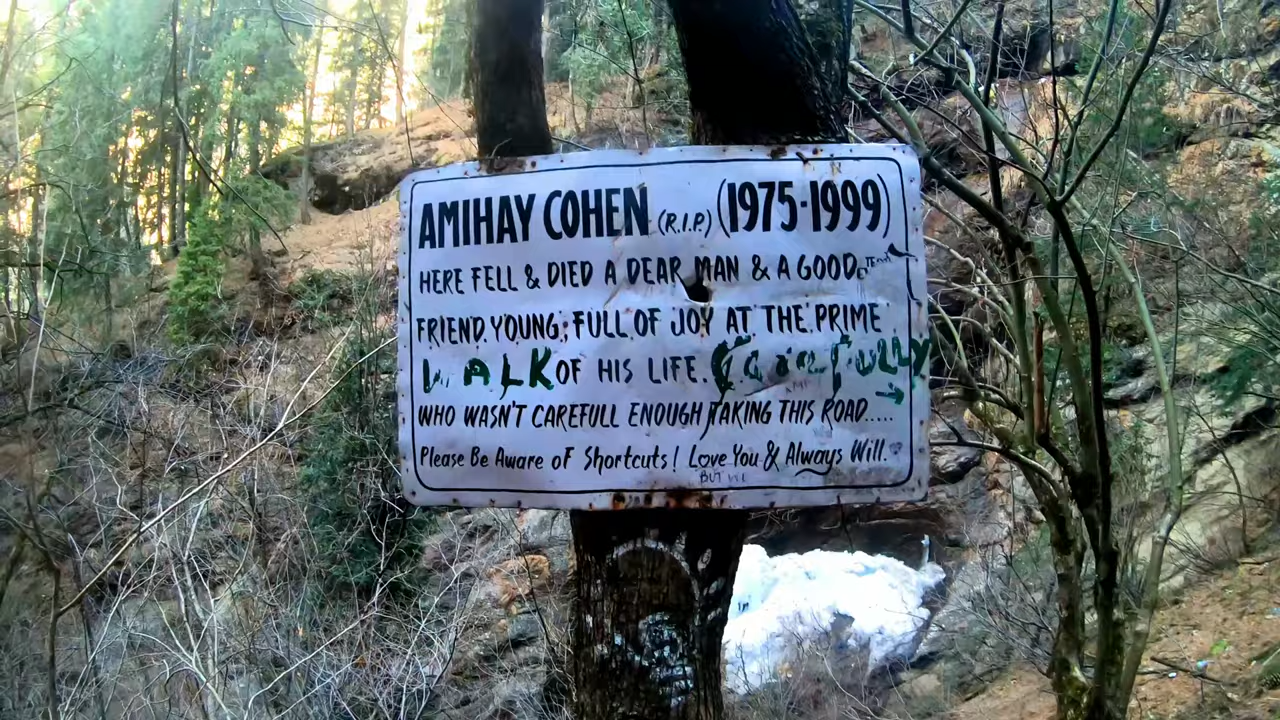 AMIHAY COHEN (R.I.P.) (1975-1999)
HERE FELL & DIED A DEAR MAN & A GOOD
FRIEND YOUNG; FULL OF JOY AT THE PRIME
WALK OF HIS LIFE. Carefully
WHO WASN'T CAREFULL ENOUGH TAKING THIS ROAD.....
Please Be Aware of Shortcuts! Love You & Always Will.
BUT